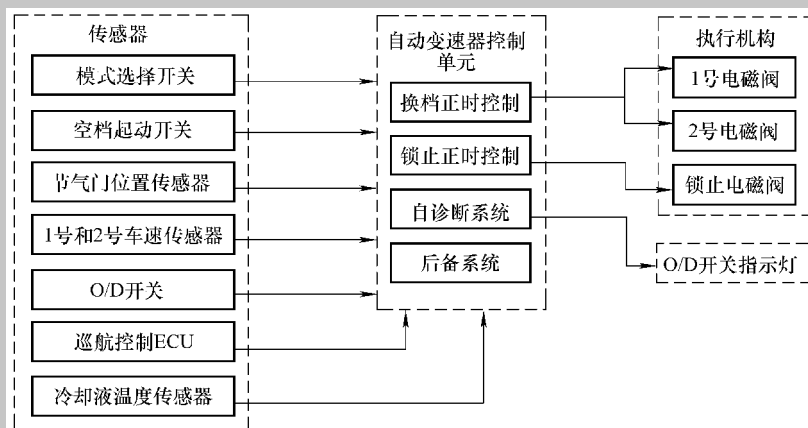 传感器
模式选择开关
空档起动开关
节气门位置传感器
1号和2号车速传感器
O/D开关
巡航控制ECU
冷却液温度传感器
自动变速器控制
单元
换档正时控制
锁止正时控制
自诊断系统
后备系统
执行机构
1号电磁阀
2号电磁阀
锁止电磁阀
O/D开关指示灯